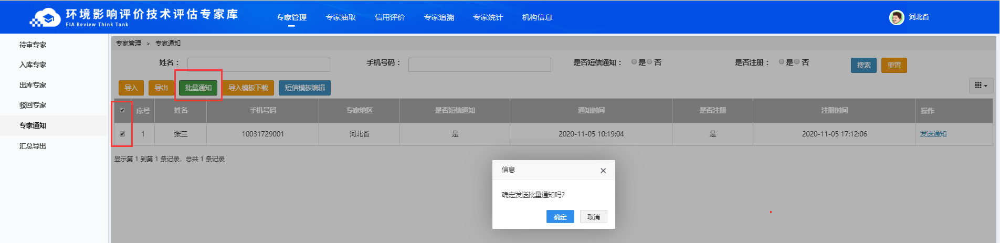 环境影响评价技术评估专家库
EIA Review Think Tank
专家管理 专家抽取 信用评价 专家追溯 专家统计 机构信息 河北省
待审专家
入库专家
出库专家
驳回专家
专家通知
汇总导出
专家管理 > 专家通知
姓名： 手机号码： 是否短信通知： 是 否 是否注册： 是 否 搜索 重置
导入 导出 批量通知 导入模板下载 短信模板编辑
序号 姓名 手机号码 专家地区 是否短信通知 通知时间 是否注册 注册时间 操作
1 张三 10031729001 河北省 是 2020-11-05 10:19:04 是 2020-11-05 17:12:06 发送通知
显示第 1 到第 1 条记录，总共 1 条记录
信息
确定发送批量通知吗?
确定 取消